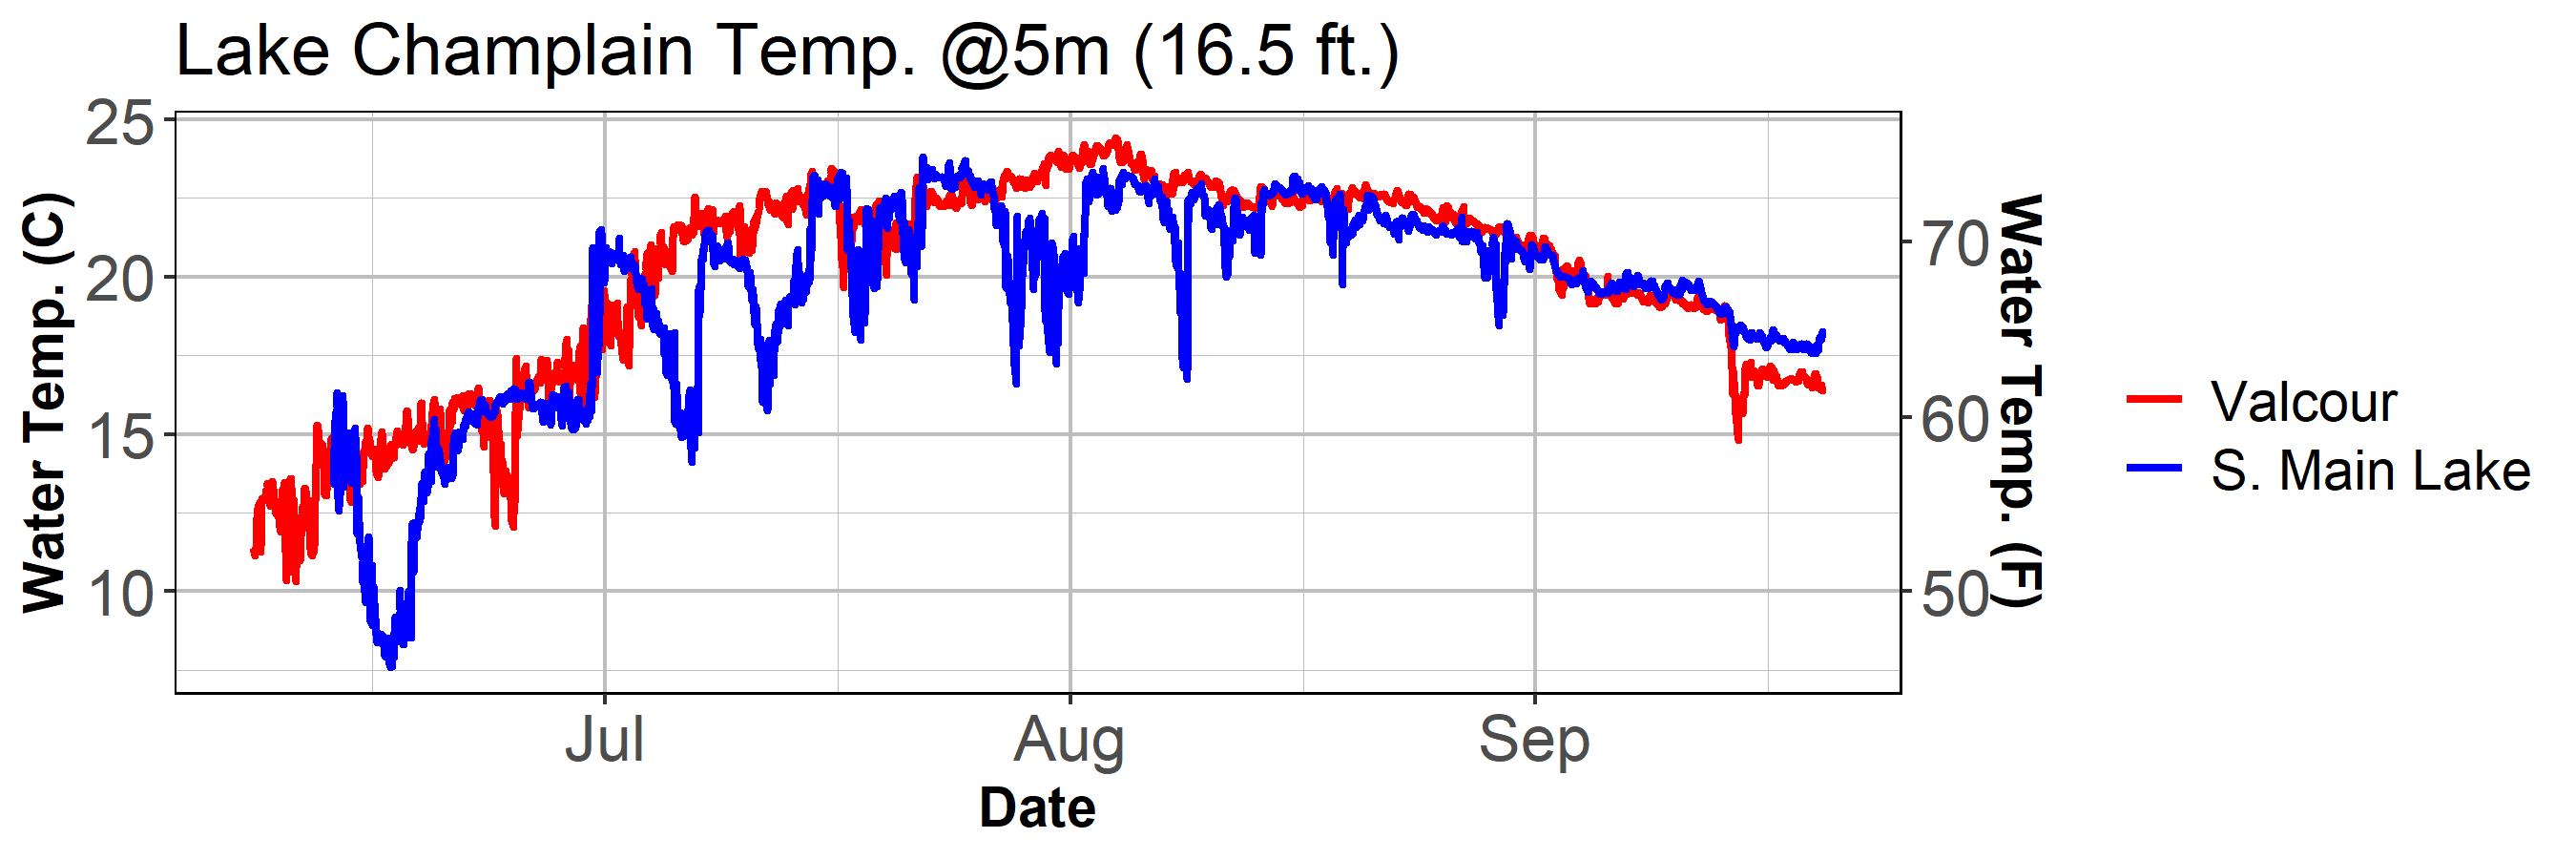 Lake Champlain Temp. @5m (16.5 ft.)
Water Temp. (C)
25
20
15
10
70
60
50
Water Temp. (F)
Jul
Aug
Sep
Date
Valcour
S. Main Lake